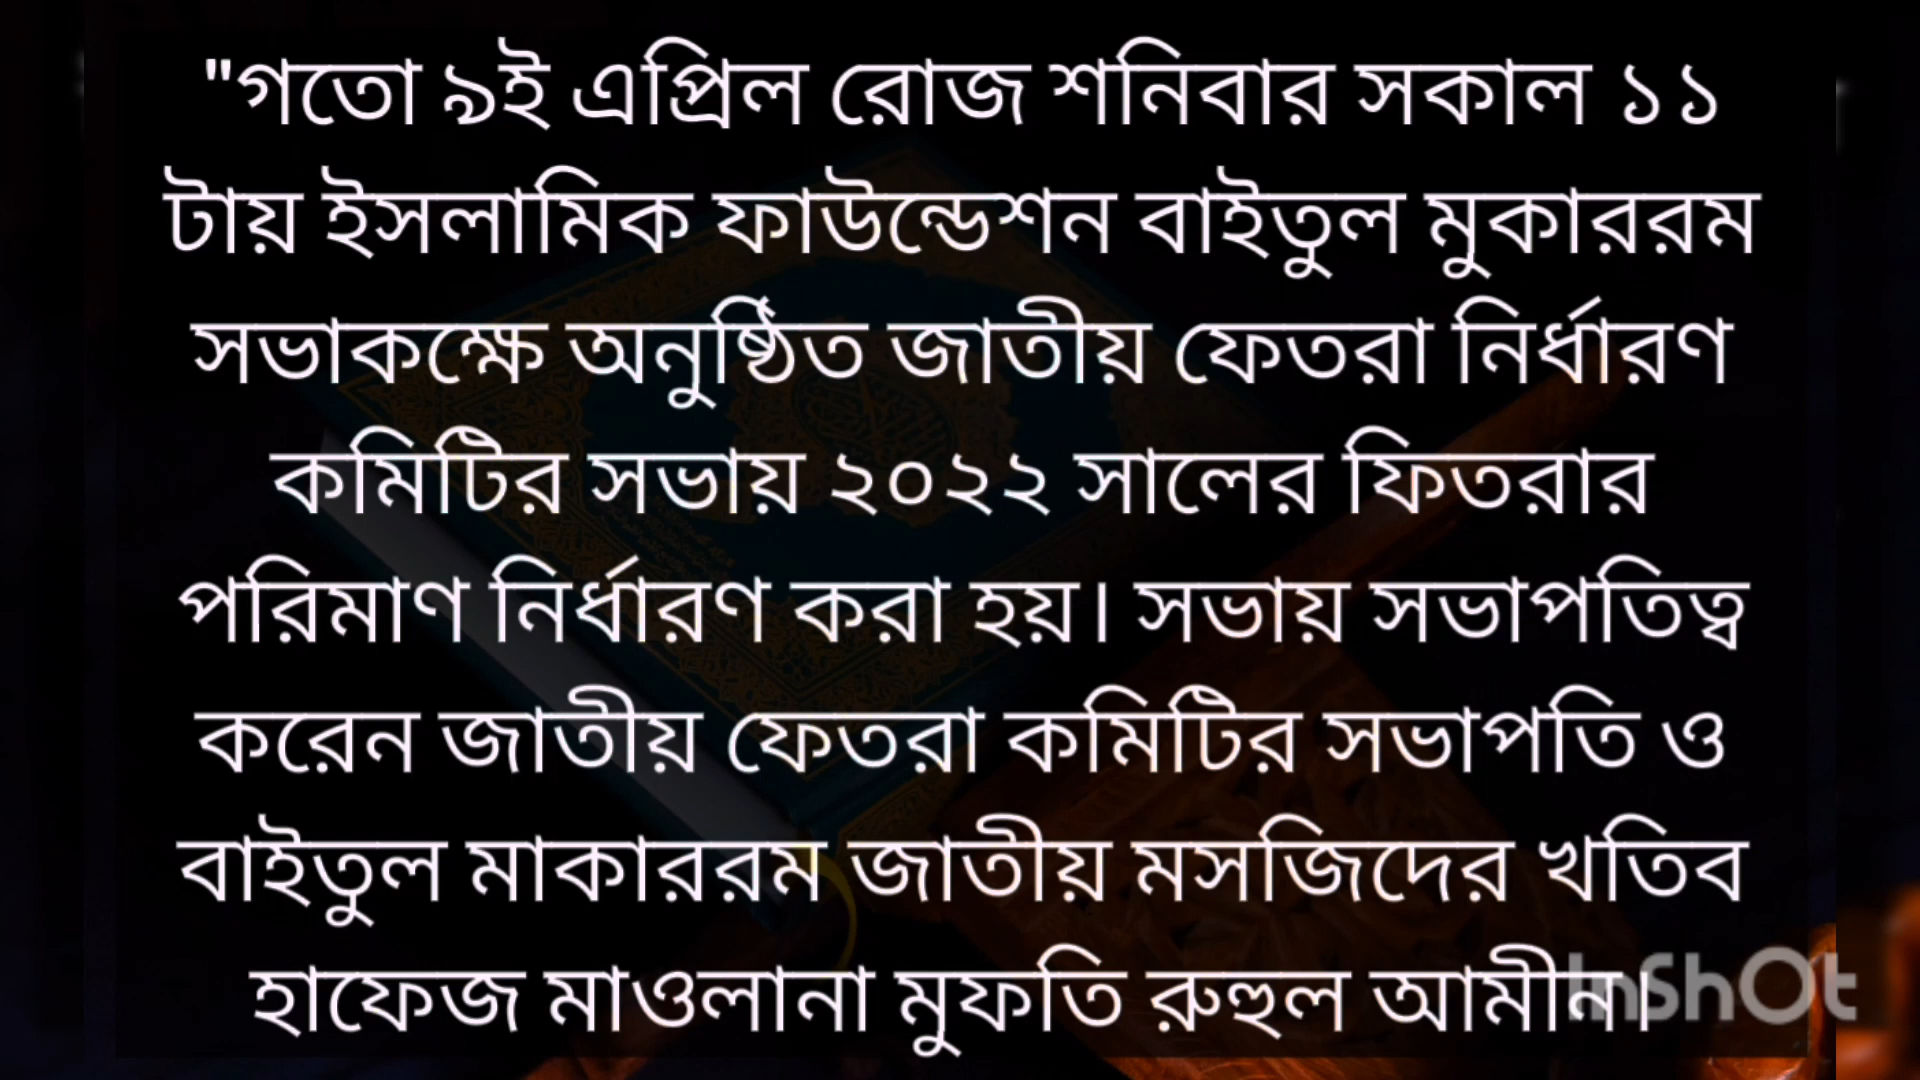 "গতো ৯ই এপ্রিল রোজ শনিবার সকাল ১১
টায় ইসলামিক ফাউন্ডেশন বাইতুল মুকাররম
সভাকক্ষে অনুষ্ঠিত জাতীয় ফেতরা নির্ধারণ
কমিটির সভায় ২০২২ সালের ফিতরার
পরিমাণ নির্ধারণ করা হয়। সভায় সভাপতিত্ব
করেন জাতীয় ফেতরা কমিটির সভাপতি ও
বাইতুল মাকাররম জাতীয় মসজিদের খতিব
হাফেজ মাওলানা মুফতি রুহুল আমীন।
InShOt